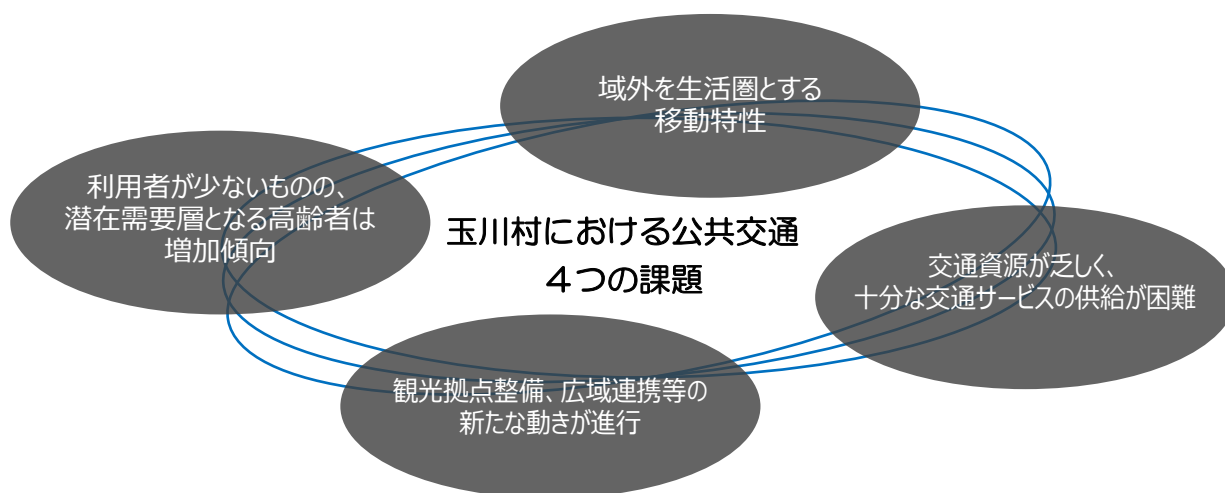 域外を生活圏とする
移動特性
利用者が少ないものの、
潜在需要層となる高齢者は
増加傾向
玉川村における公共交通
４つの課題
交通資源が乏しく、
十分な交通サービスの供給が困難
観光拠点整備、広域連携等の
新たな動きが進行